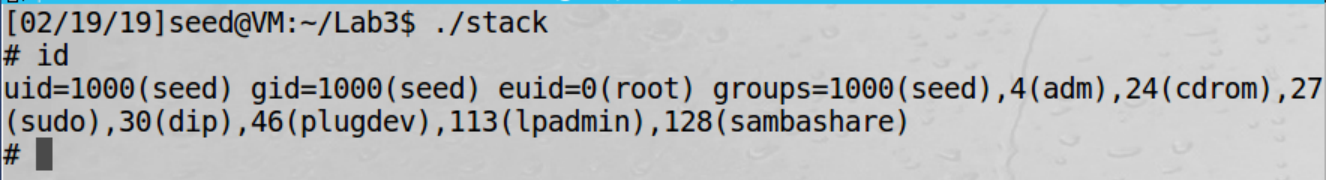 [02/19/19]seed@VM:~/Lab3$ ./stack
# id
uid=1000(seed) gid=1000(seed) euid=0(root) groups=1000(seed),4(adm),24(cdrom),27
(sudo),30(dip),46(plugdev),113(lpadmin),128(sambashare)
#